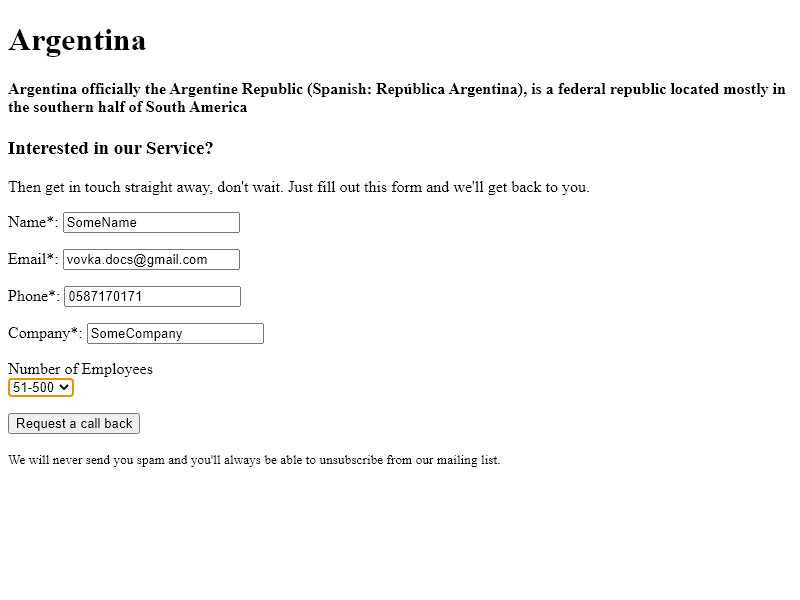 Argentina
Argentina officially the Argentine Republic (Spanish: República Argentina), is a federal republic located mostly in
the southern half of South America
Interested in our Service?
Then get in touch straight away, don't wait. Just fill out this form and we'll get back to you.
Name*: SomeName
Email*: vovka.docs@gmail.com
Phone*: 0587170171
Company*: SomeCompany
Number of Employees
51-500
Request a call back
We will never send you spam and you'll always be able to unsubscribe from our mailing list.